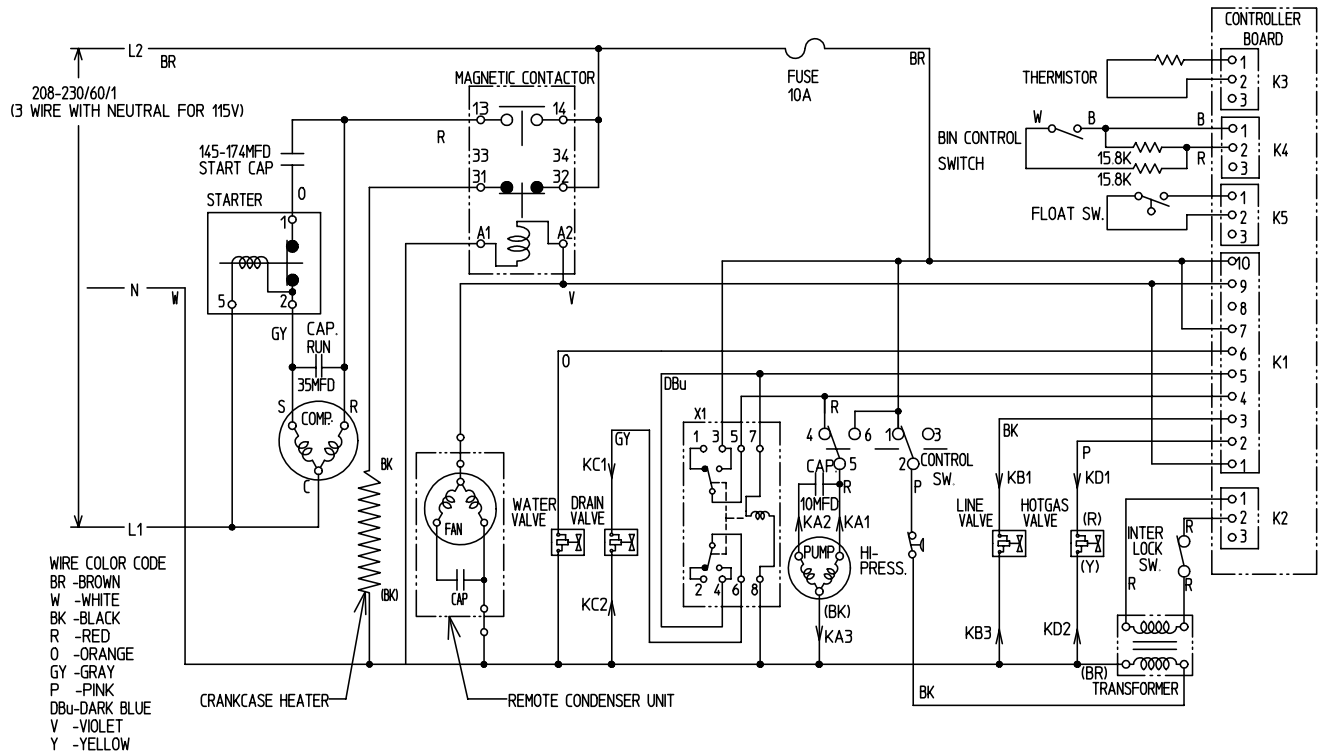 CONTROLLER
BOARD
L2
BR
FUSE
10A
BR
208-230/60/1
(3 WIRE WITH NEUTRAL FOR 115V)
MAGNETIC CONTACTOR
13
14
R
33
34
31
32
A1
A2
V
145-174MFD
START CAP
O
STARTER
1
5
2
GY
CAP.
RUN
35MFD
S
COMP.
R
C
N
W
L1
THERMISTOR
1
2
3
K3
BIN CONTROL
SWITCH
W
B
B
15.8K
R
15.8K
1
2
3
K4
FLOAT SW.
1
2
3
K5
10
9
8
7
6
5
4
3
2
1
K1
O
DBu
X1
1
3
5
7
2
4
6
8
R
4
6
5
CAP.
10MFD
R
KA2
KA1
PUMP
HI-
PRESS.
(BK)
KA3
1
3
2
CONTROL
SW.
P
BK
KB1
LINE
VALVE
KB3
P
KD1
HOTGAS
VALVE
(R)
(Y)
KD2
(BR)
1
2
3
K2
INTER
LOCK
SW.
R
R
R
TRANSFORMER
BK
BK
(BK)
FAN
CAP
WATER
VALVE
DRAIN
VALVE
GY
KC1
KC2
CRANKCASE HEATER
REMOTE CONDENSER UNIT
WIRE COLOR CODE
BR -BROWN
W -WHITE
BK -BLACK
R -RED
O -ORANGE
GY -GRAY
P -PINK
DBu-DARK BLUE
V -VIOLET
Y -YELLOW